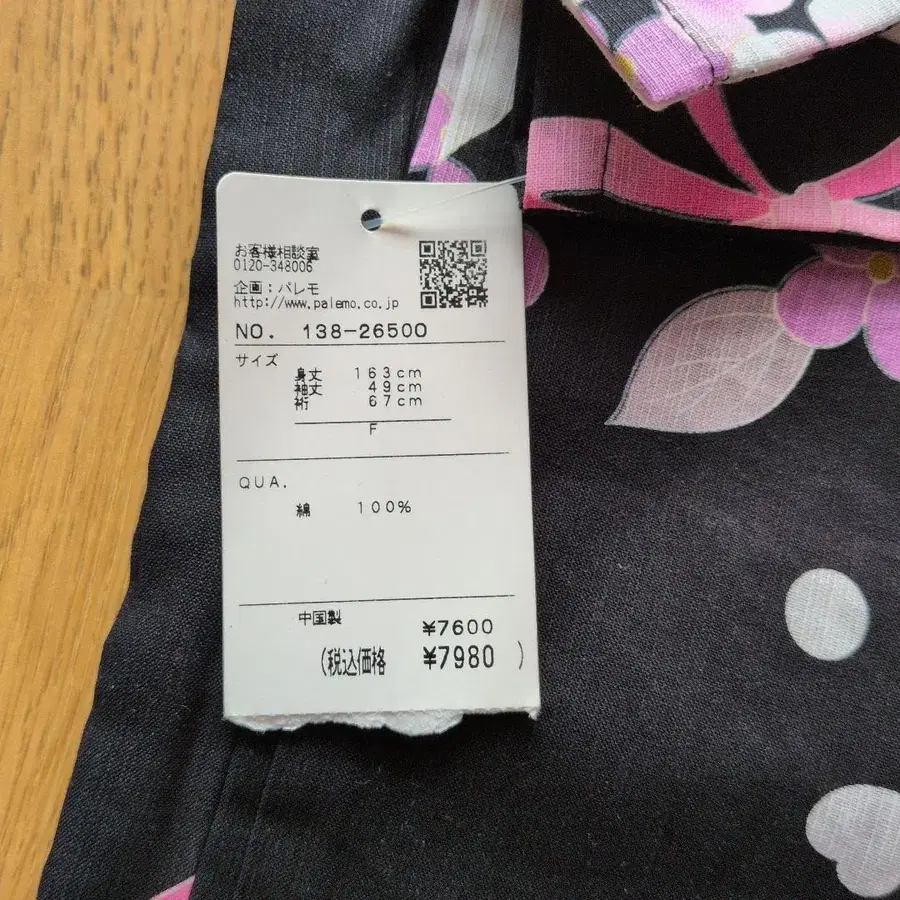 お客様相談室
0120-348006
企画：パレモ
http://www.palemo.co.jp
NO. 138-26500
サイズ
身丈 163cm
袖丈 49cm
裄 67cm
F
QUA.
綿 100%
中国製
¥7600
(税込価格 ¥7980 )